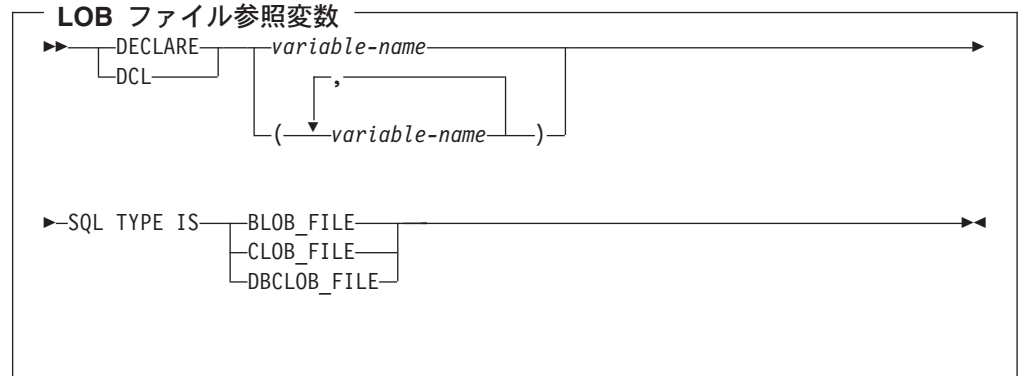 LOB ファイル参照変数
DECLARE variable-name
DCL
,
( variable-name )
SQL TYPE IS BLOB_FILE
CLOB_FILE
DBCLOB_FILE